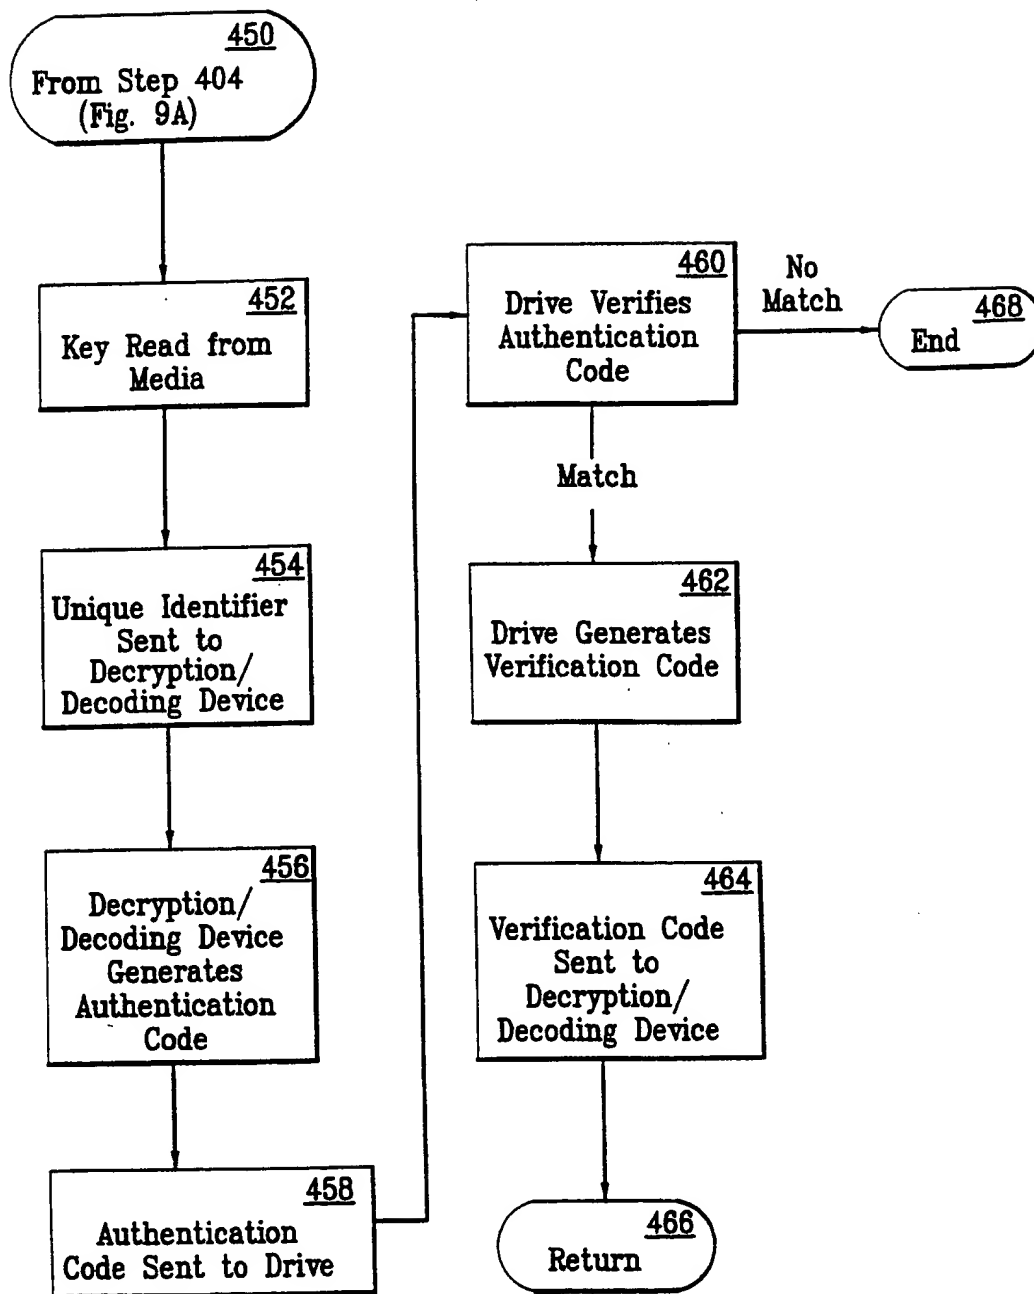 450
From Step 404
(Fig. 9A)
452
Key Read from
Media
454
Unique Identifier
Sent to
Decryption/
Decoding Device
456
Decryption/
Decoding Device
Generates
Authentication
Code
458
Authentication
Code Sent to Drive
460
Drive Verifies
Authentication
Code
No
Match
468
End
Match
462
Drive Generates
Verification Code
464
Verification Code
Sent to
Decryption/
Decoding Device
466
Return